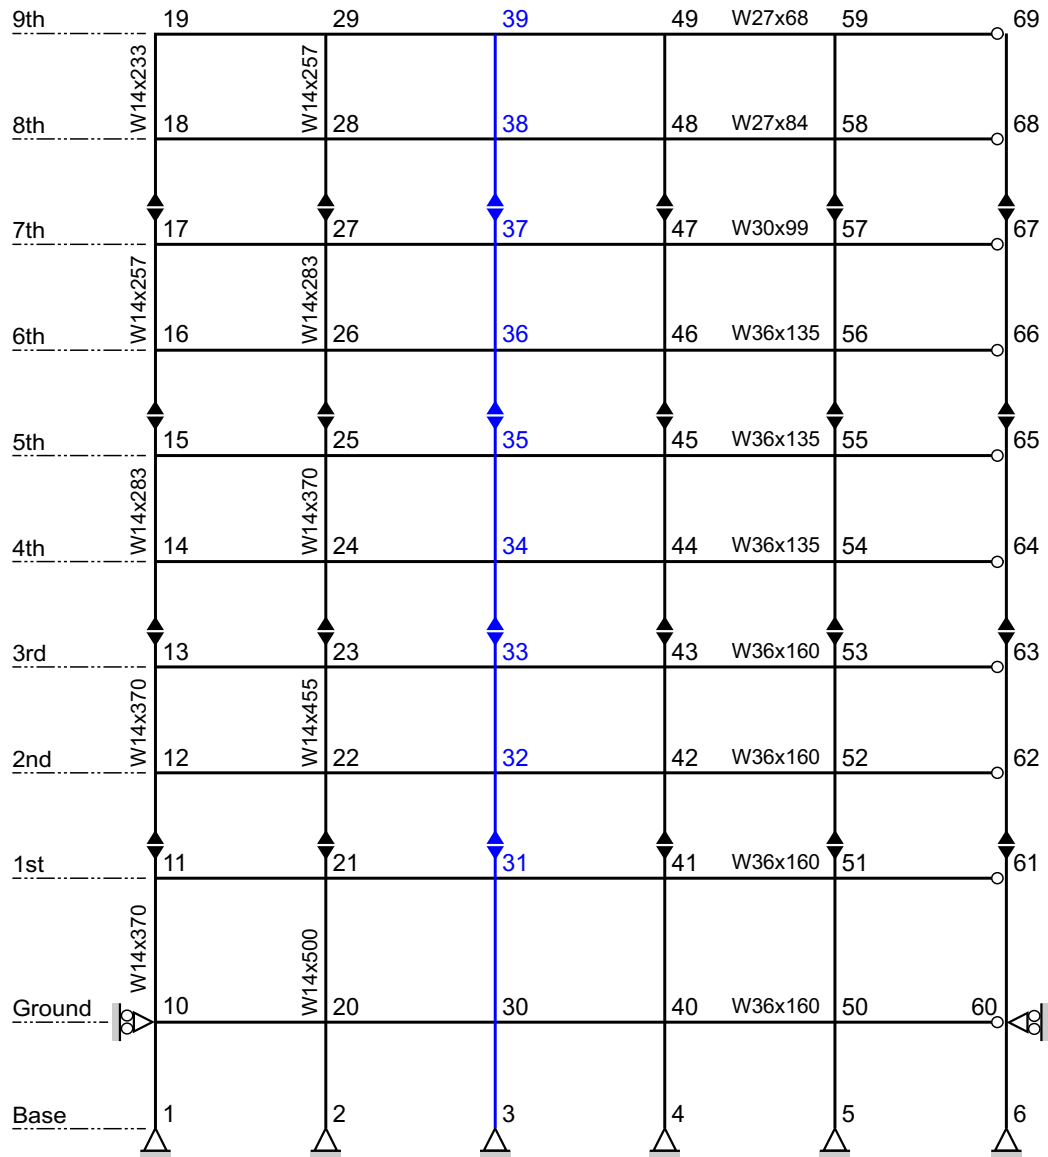 9th 19 29 39 49 W27x68 59 69
W14x233 W14x257
8th 18 28 38 48 W27x84 58 68
7th 17 27 37 47 W30x99 57 67
W14x257 W14x283
6th 16 26 36 46 W36x135 56 66
5th 15 25 35 45 W36x135 55 65
W14x283 W14x370
4th 14 24 34 44 W36x135 54 64
3rd 13 23 33 43 W36x160 53 63
W14x370 W14x455
2nd 12 22 32 42 W36x160 52 62
1st 11 21 31 41 W36x160 51 61
W14x370 W14x500
Ground 10 20 30 40 W36x160 50 60
Base 1 2 3 4 5 6